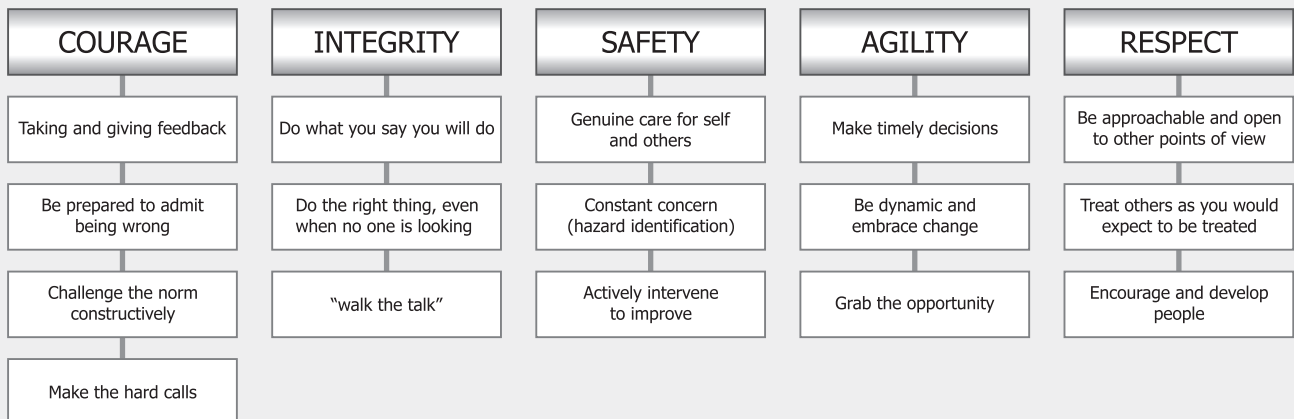 COURAGE
Taking and giving feedback
Be prepared to admit
being wrong
Challenge the norm
constructively
Make the hard calls
INTEGRITY
Do what you say you will do
Do the right thing, even
when no one is looking
“walk the talk”
SAFETY
Genuine care for self
and others
Constant concern
(hazard identification)
Actively intervene
to improve
AGILITY
Make timely decisions
Be dynamic and
embrace change
Grab the opportunity
RESPECT
Be approachable and open
to other points of view
Treat others as you would
expect to be treated
Encourage and develop
people